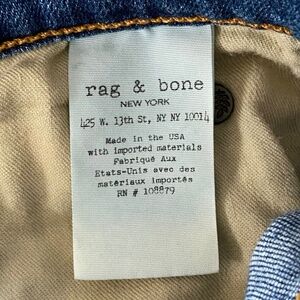 rag & bone
NEW YORK
425 W. 13th St, NY NY 10014
Made in the USA
with imported materials
Fabriqué Aux
Etats-Unis avec des
matériaux importés
RN # 108879